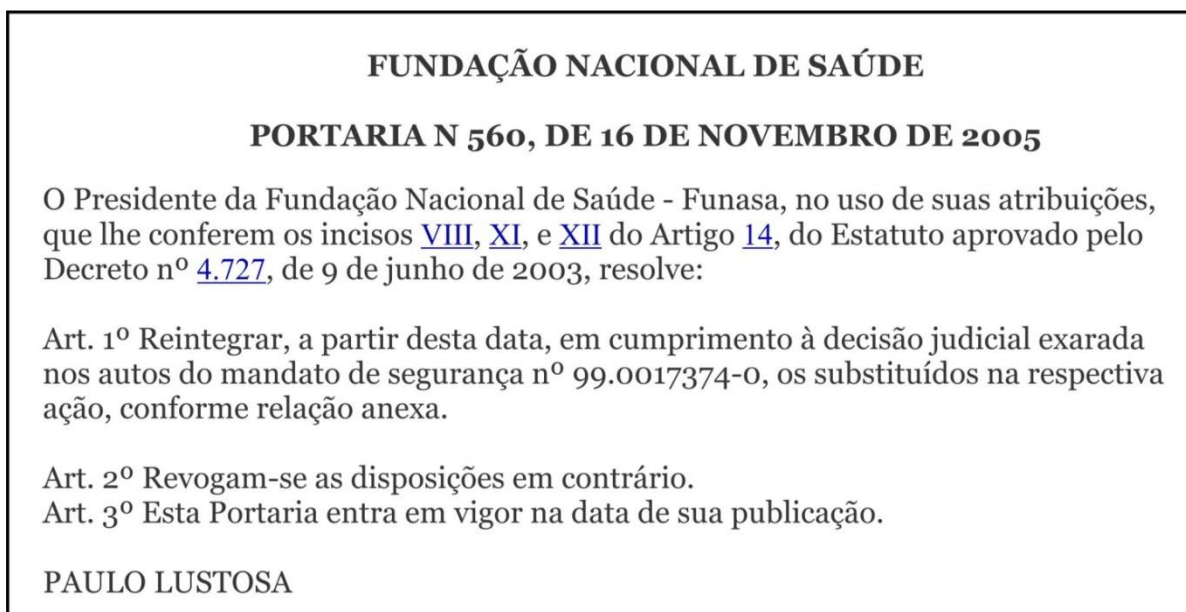 FUNDAÇÃO NACIONAL DE SAÚDE
PORTARIA N 560, DE 16 DE NOVEMBRO DE 2005
O Presidente da Fundação Nacional de Saúde - Funasa, no uso de suas atribuições,
que lhe conferem os incisos VIII, XI, e XII do Artigo 14, do Estatuto aprovado pelo
Decreto nº 4.727, de 9 de junho de 2003, resolve:
Art. 1º Reintegrar, a partir desta data, em cumprimento à decisão judicial exarada
nos autos do mandato de segurança nº 99.0017374-0, os substituídos na respectiva
ação, conforme relação anexa.
Art. 2º Revogam-se as disposições em contrário.
Art. 3º Esta Portaria entra em vigor na data de sua publicação.
PAULO LUSTOSA